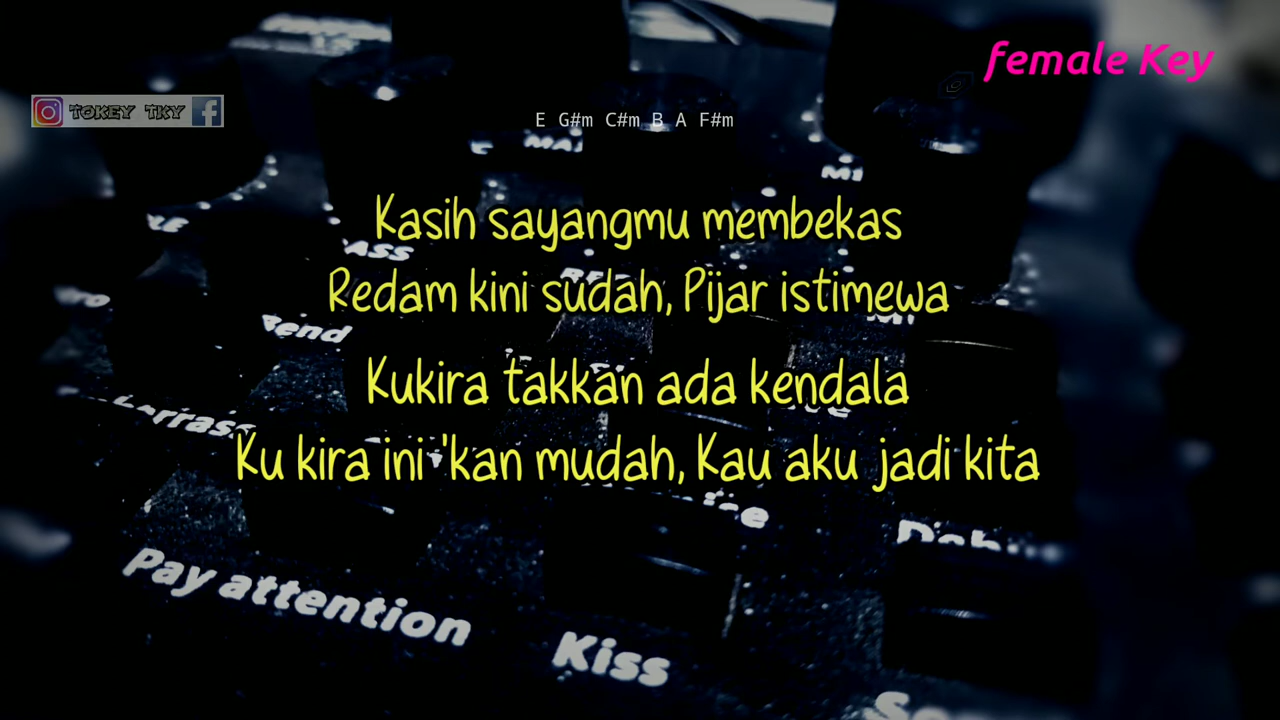 female Key
TOKEY TKY
E G#m C#m B A F#m
Kasih sayangmu membekas
Redam kini sudah, Pijar istimewa
Kukira takkan ada kendala
Ku kira ini 'kan mudah, Kau aku jadi kita
Bend
Pay attention
Kiss